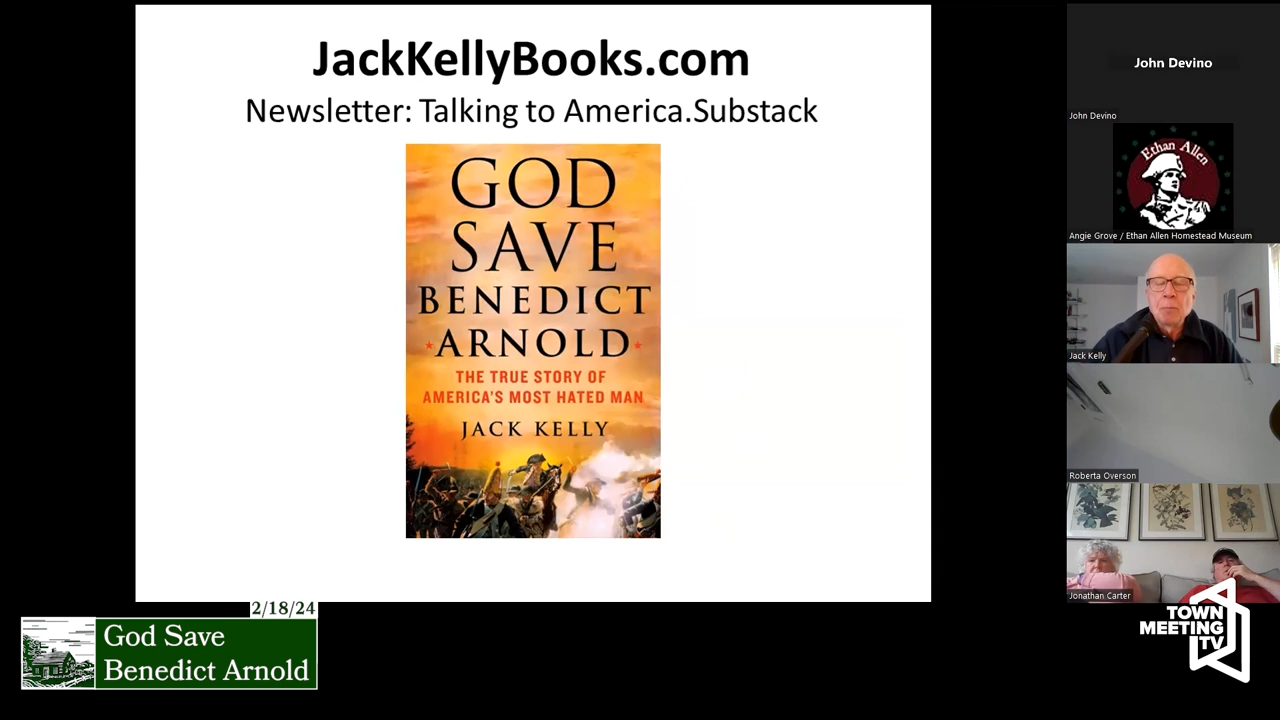 JackKellyBooks.com
Newsletter: Talking to America.Substack
GOD
SAVE
BENEDICT
ARNOLD
THE TRUE STORY OF
AMERICA'S MOST HATED MAN
JACK KELLY
John Devino
John Devino
Ethan Allen
Angie Grove / Ethan Allen Homestead Museum
Jack Kelly
Roberta Overson
Jonathan Carter
2/18/24
God Save
Benedict Arnold
TOWN
MEETING
TV